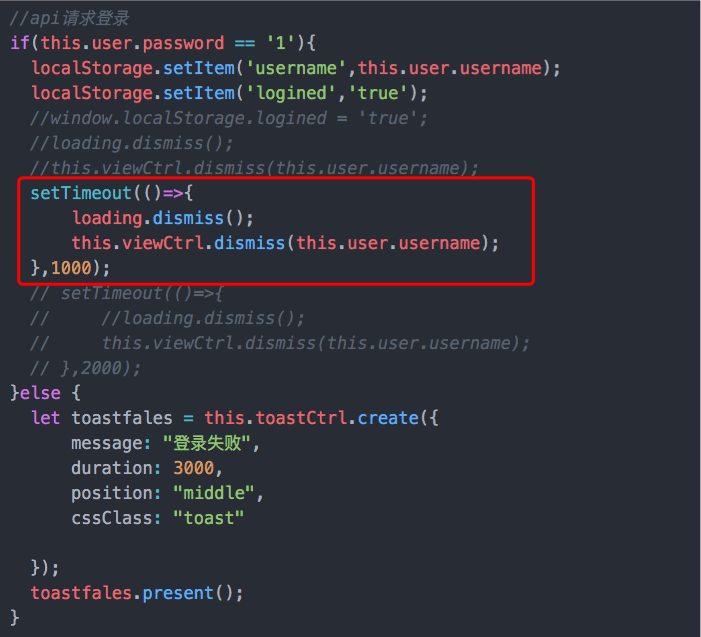 //api请求登录
if(this.user.password == '1'){
  localStorage.setItem('username',this.user.username);
  localStorage.setItem('logined','true');
  //window.localStorage.logined = 'true';
  //loading.dismiss();
  //this.viewCtrl.dismiss(this.user.username);
  setTimeout(()=>{
      loading.dismiss();
      this.viewCtrl.dismiss(this.user.username);
  },1000);
  // setTimeout(()=>{
  //     //loading.dismiss();
  //     this.viewCtrl.dismiss(this.user.username);
  // },2000);
}else {
  let toastfales = this.toastCtrl.create({
      message: "登录失败",
      duration: 3000,
      position: "middle",
      cssClass: "toast"
  });
  toastfales.present();
}